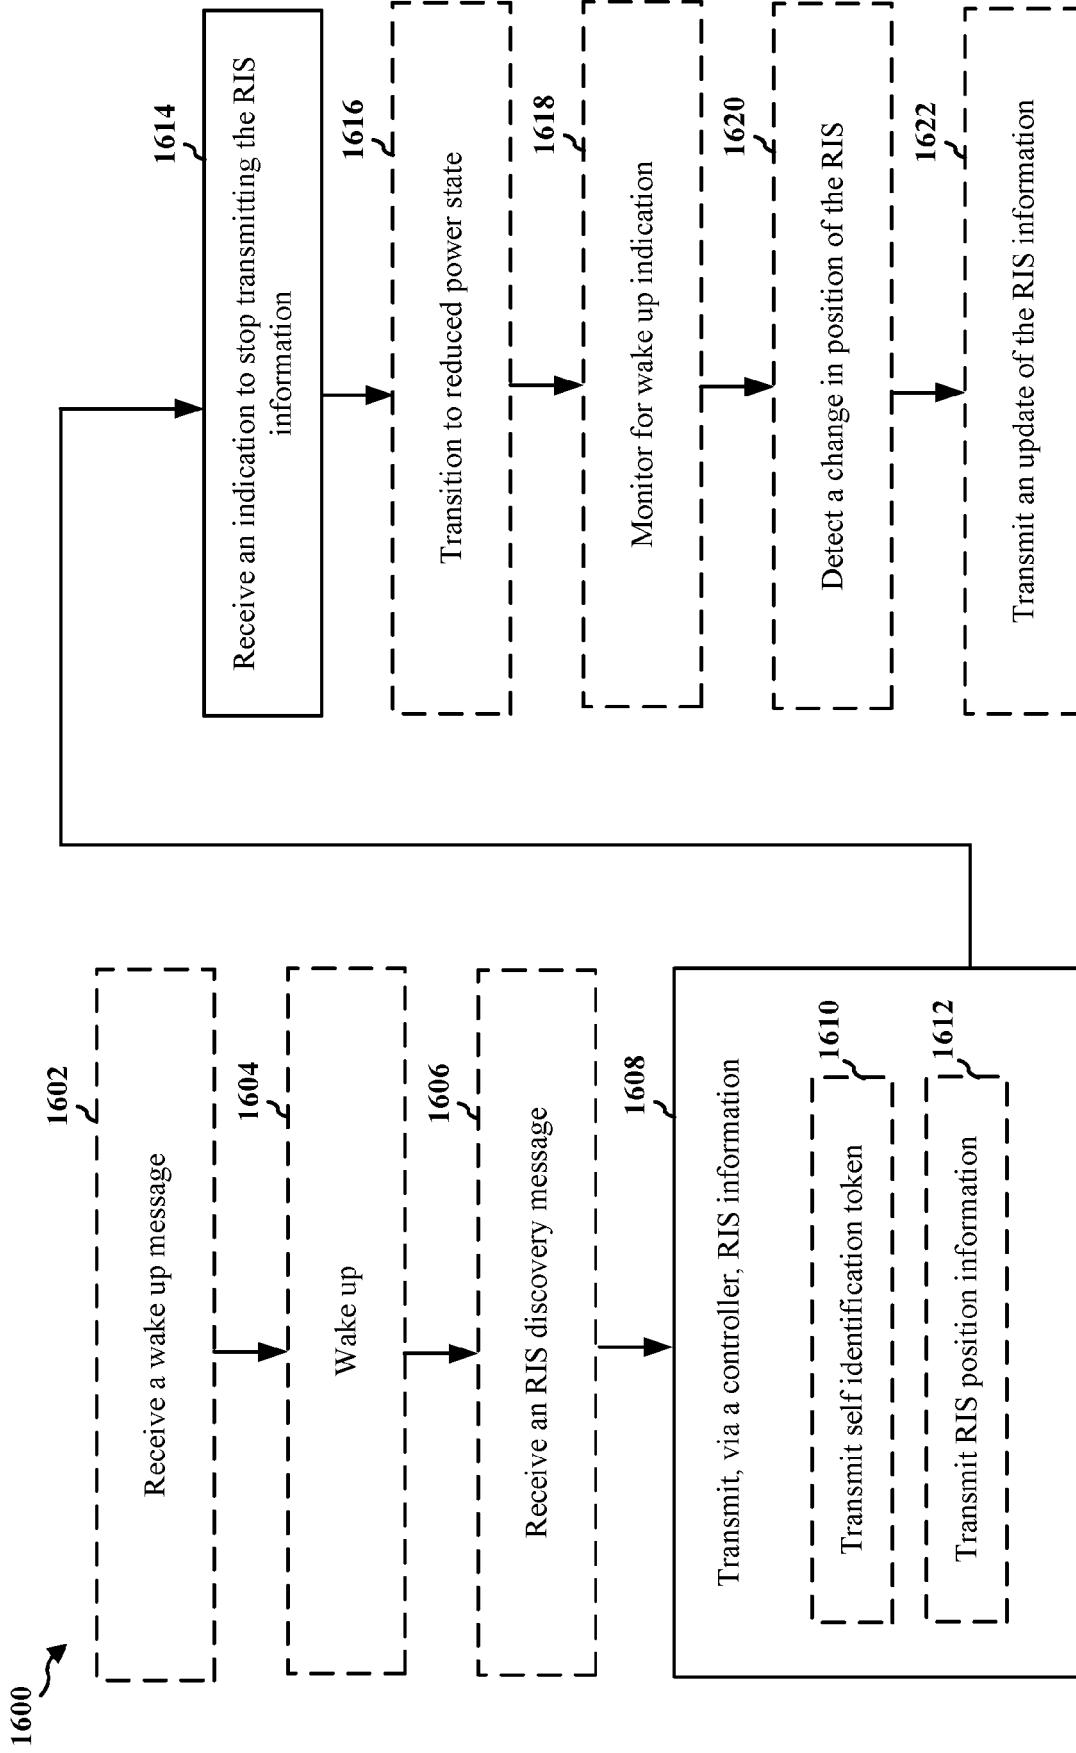 1600
1602
Receive a wake up message
1604
Wake up
1606
Receive an RIS discovery message
1608
Transmit, via a controller, RIS information
1610
Transmit self identification token
1612
Transmit RIS position information
1614
Receive an indication to stop transmitting the RIS
information
1616
Transition to reduced power state
1618
Monitor for wake up indication
1620
Detect a change in position of the RIS
1622
Transmit an update of the RIS information